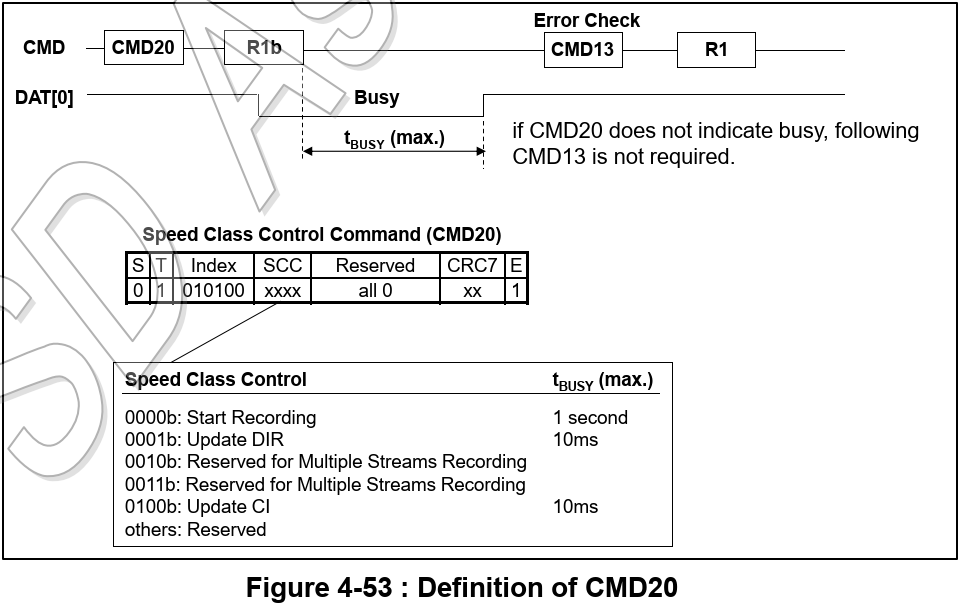 Error Check
CMD CMD20 R1b CMD13 R1
DAT[0] Busy
tBUSY (max.)
if CMD20 does not indicate busy, following
CMD13 is not required.
Speed Class Control Command (CMD20)
S T Index SCC Reserved CRC7 E
0 1 010100 xxxx all 0 xx 1
Speed Class Control tBUSY (max.)
0000b: Start Recording 1 second
0001b: Update DIR 10ms
0010b: Reserved for Multiple Streams Recording
0011b: Reserved for Multiple Streams Recording
0100b: Update CI 10ms
others: Reserved
Figure 4-53 : Definition of CMD20
SD AS